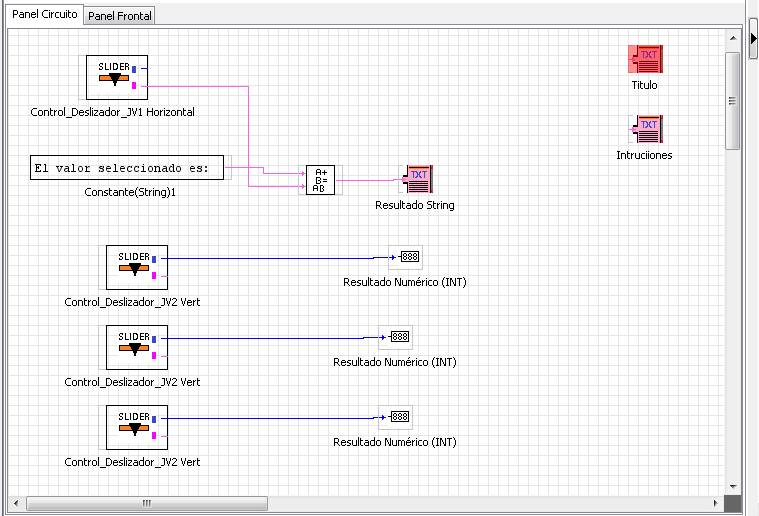 Panel Circuito
Panel Frontal
SLIDER
Control_Deslizador_JV1 Horizontal
TXT
Titulo
TXT
Intruciones
El valor seleccionado es:
Constante(String)1
A+
B=
AB
TXT
Resultado String
SLIDER
Control_Deslizador_JV2 Vert
888
Resultado Numérico (INT)
SLIDER
Control_Deslizador_JV2 Vert
888
Resultado Numérico (INT)
SLIDER
Control_Deslizador_JV2 Vert
888
Resultado Numérico (INT)